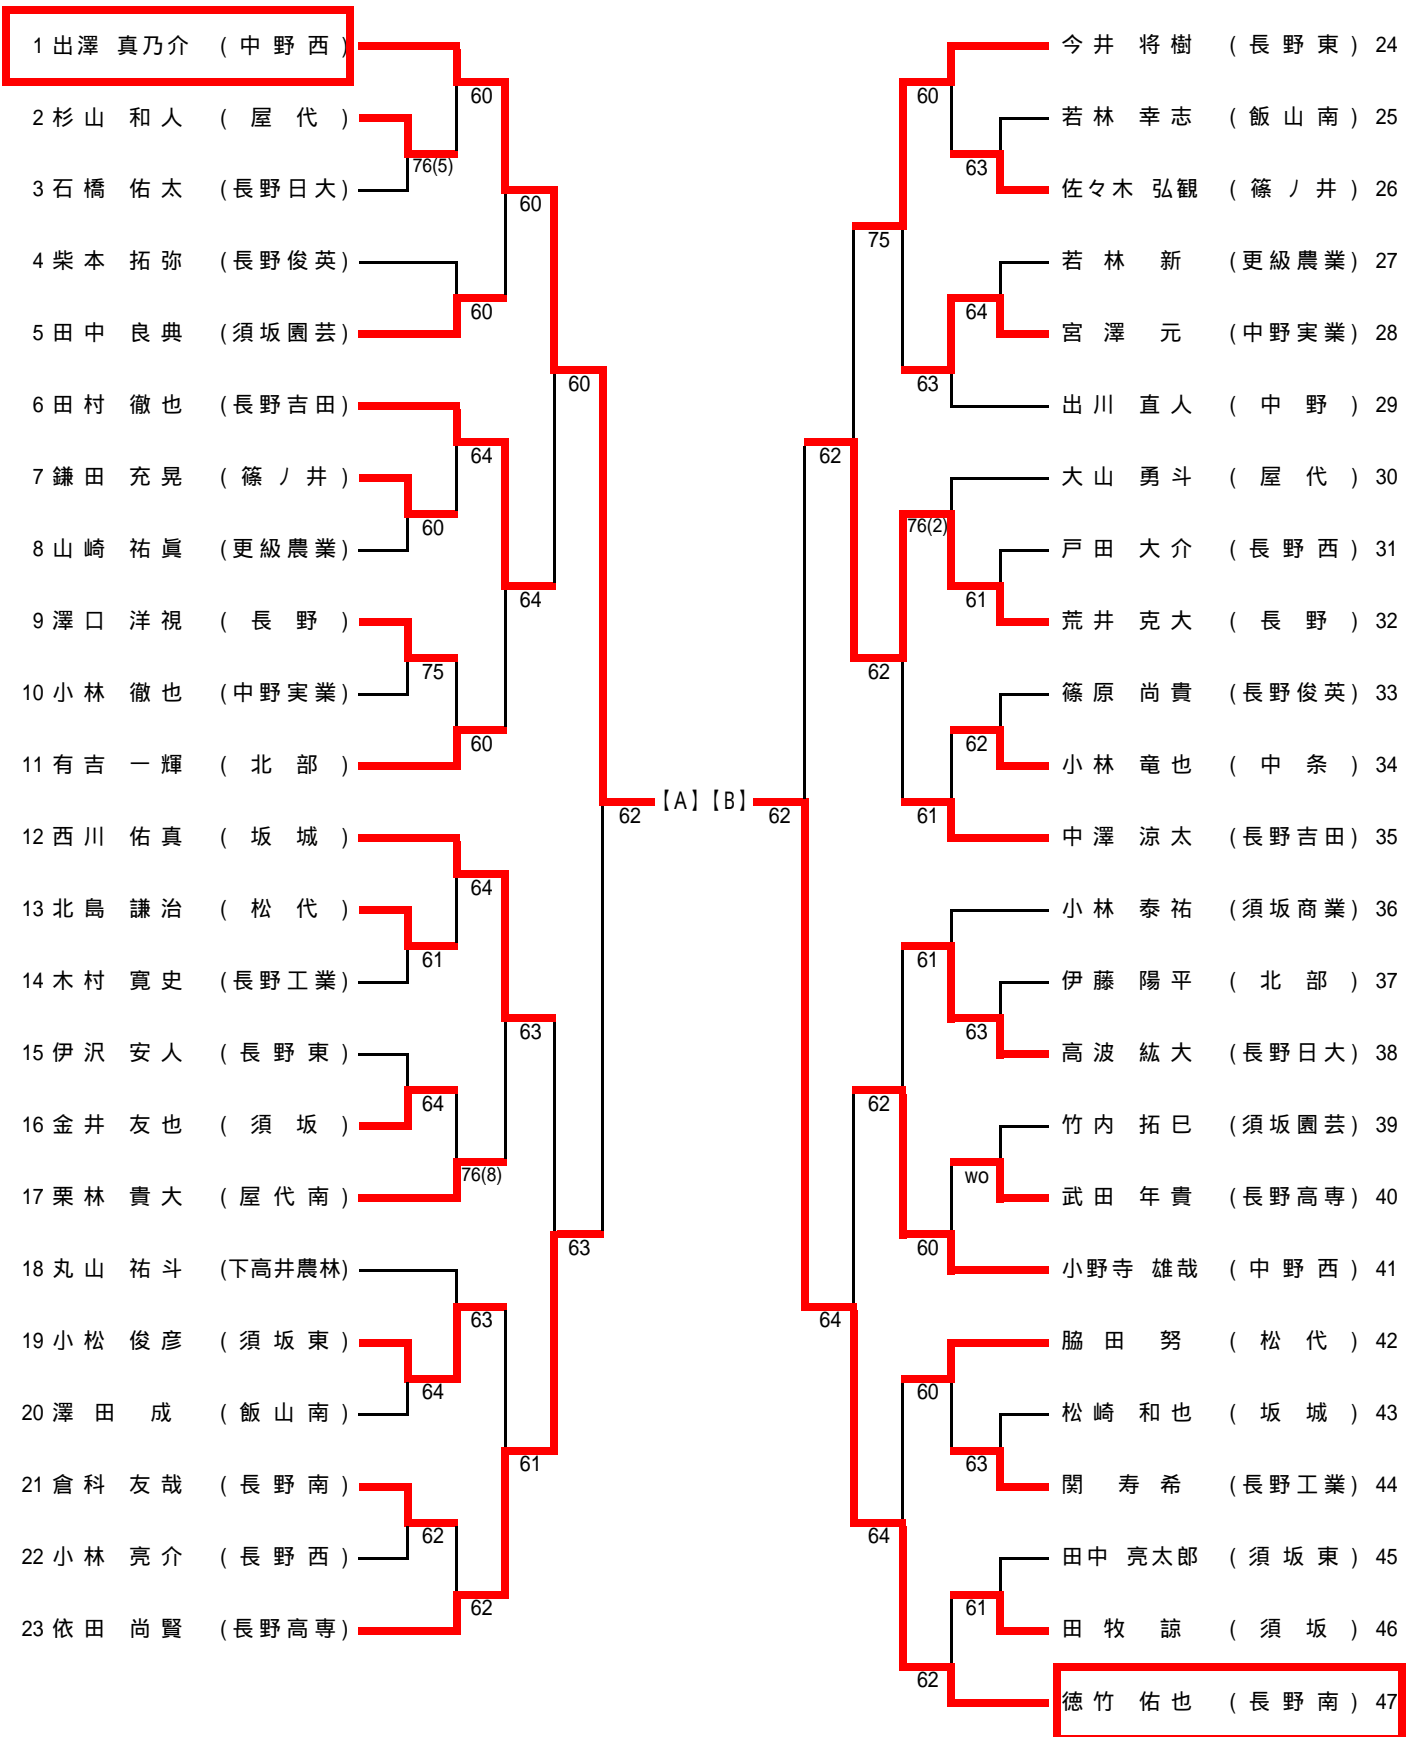 1 出澤 真乃介 (中野西)
60
2 杉山 和人 (屋代)
76(5)
3 石橋 佑太 (長野日大)
60
4 柴本 拓弥 (長野俊英)
60
5 田中 良典 (須坂園芸)
60
6 田村 徹也 (長野吉田)
64
7 鎌田 充晃 (篠ノ井)
60
8 山崎 祐眞 (更級農業)
64
9 澤口 洋視 (長野)
75
10 小林 徹也 (中野実業)
60
11 有吉 一輝 (北部)
62 【A】【B】 62
12 西川 佑真 (坂城)
64
13 北島 謙治 (松代)
61
14 木村 寛史 (長野工業)
63
15 伊沢 安人 (長野東)
64
16 金井 友也 (須坂)
76(8)
17 栗林 貴大 (屋代南)
63
18 丸山 祐斗 (下高井農林)
63
19 小松 俊彦 (須坂東)
64
20 澤田 成 (飯山南)
61
21 倉科 友哉 (長野南)
62
22 小林 亮介 (長野西)
62
23 依田 尚賢 (長野高専)
今井 将樹 (長野東) 24
60
若林 幸志 (飯山南) 25
63
佐々木 弘観 (篠ノ井) 26
75
若林 新 (更級農業) 27
64
宮澤 元 (中野実業) 28
63
出川 直人 (中野) 29
62
大山 勇斗 (屋代) 30
76(2)
戸田 大介 (長野西) 31
61
荒井 克大 (長野) 32
62
篠原 尚貴 (長野俊英) 33
62
小林 竜也 (中条) 34
61
中澤 涼太 (長野吉田) 35
小林 泰祐 (須坂商業) 36
61
伊藤 陽平 (北部) 37
63
高波 紘大 (長野日大) 38
62
竹内 拓巳 (須坂園芸) 39
wo
武田 年貴 (長野高専) 40
60
小野寺 雄哉 (中野西) 41
64
脇田 努 (松代) 42
60
松崎 和也 (坂城) 43
63
関 寿希 (長野工業) 44
64
田中 亮太郎 (須坂東) 45
61
田牧 諒 (須坂) 46
62
徳竹 佑也 (長野南) 47